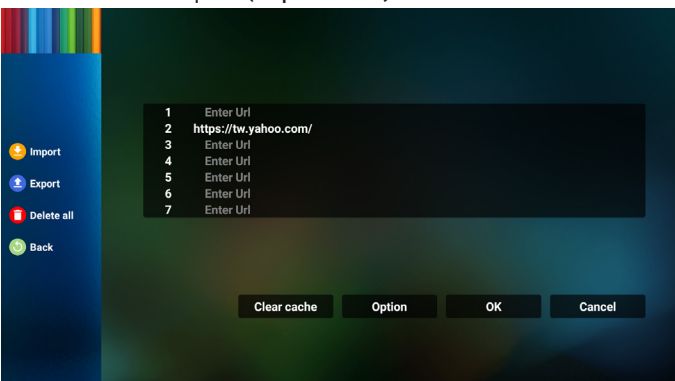 1 Enter Url
2 https://tw.yahoo.com/
3 Enter Url
4 Enter Url
5 Enter Url
6 Enter Url
7 Enter Url
Import
Export
Delete all
Back
Clear cache Option OK Cancel